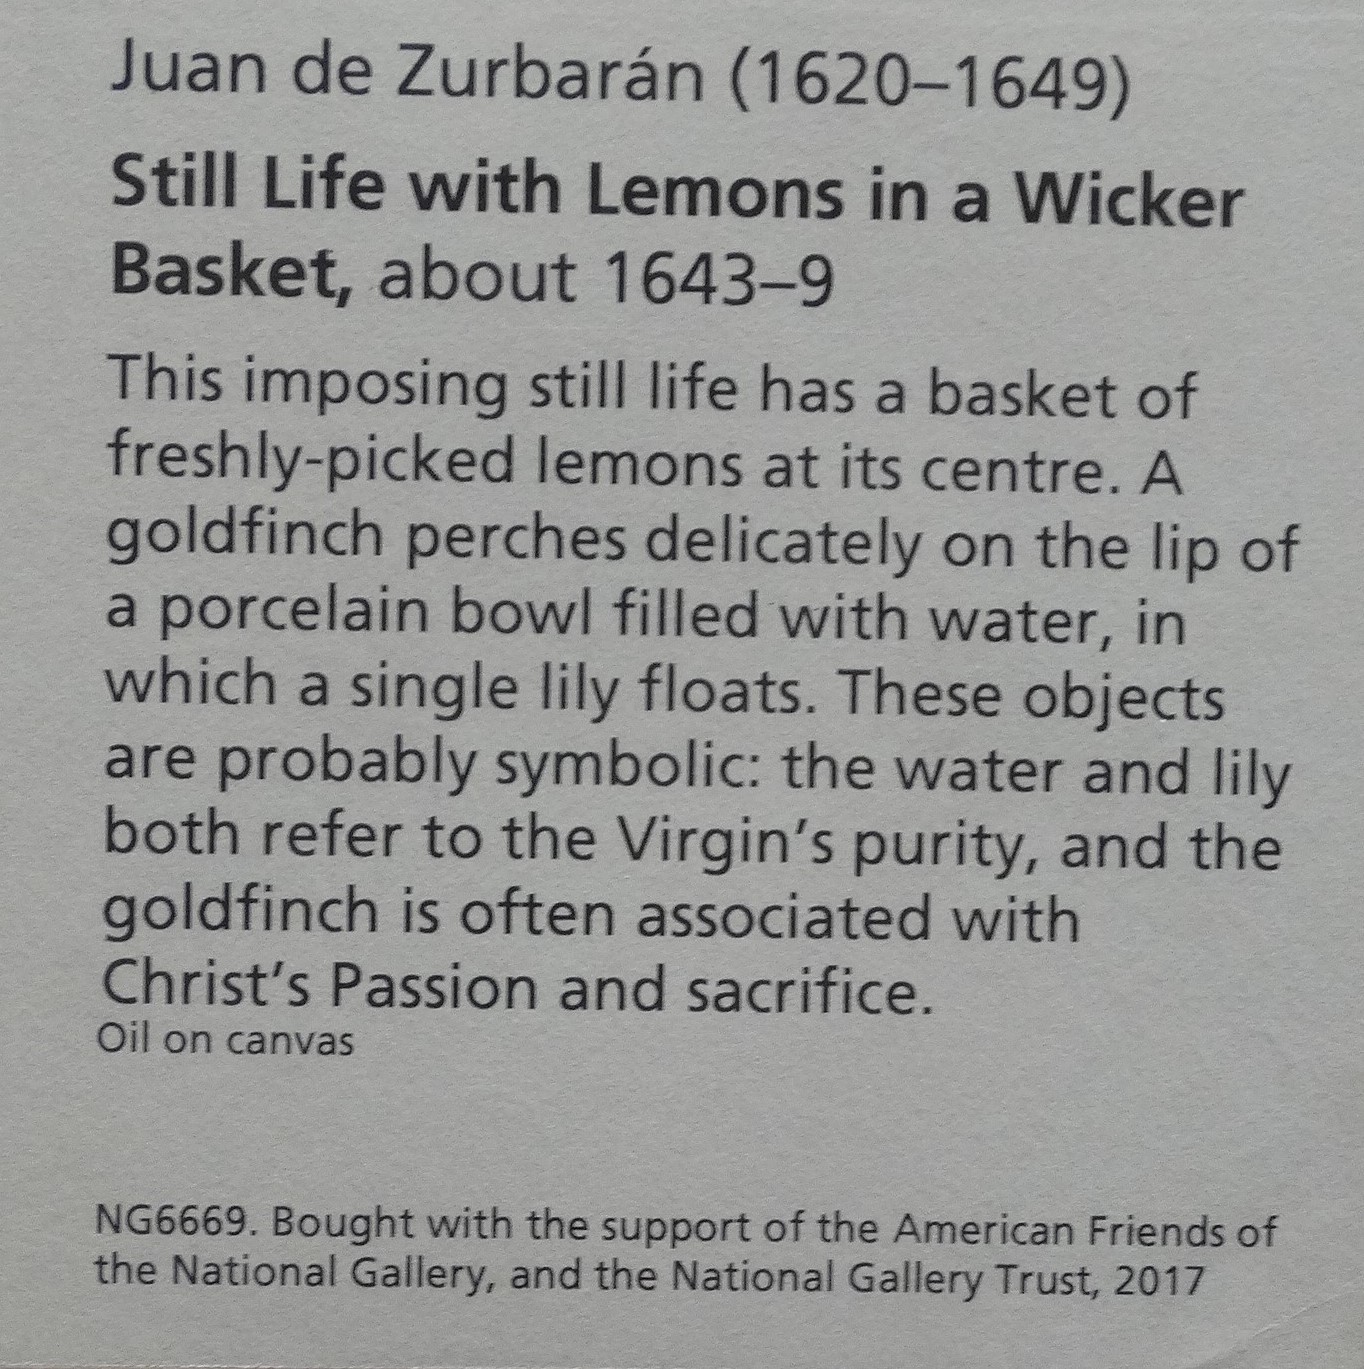 Juan de Zurbarán (1620–1649)
Still Life with Lemons in a Wicker
Basket, about 1643–9
This imposing still life has a basket of
freshly-picked lemons at its centre. A
goldfinch perches delicately on the lip of
a porcelain bowl filled with water, in
which a single lily floats. These objects
are probably symbolic: the water and lily
both refer to the Virgin’s purity, and the
goldfinch is often associated with
Christ’s Passion and sacrifice.
Oil on canvas
NG6669. Bought with the support of the American Friends of
the National Gallery, and the National Gallery Trust, 2017